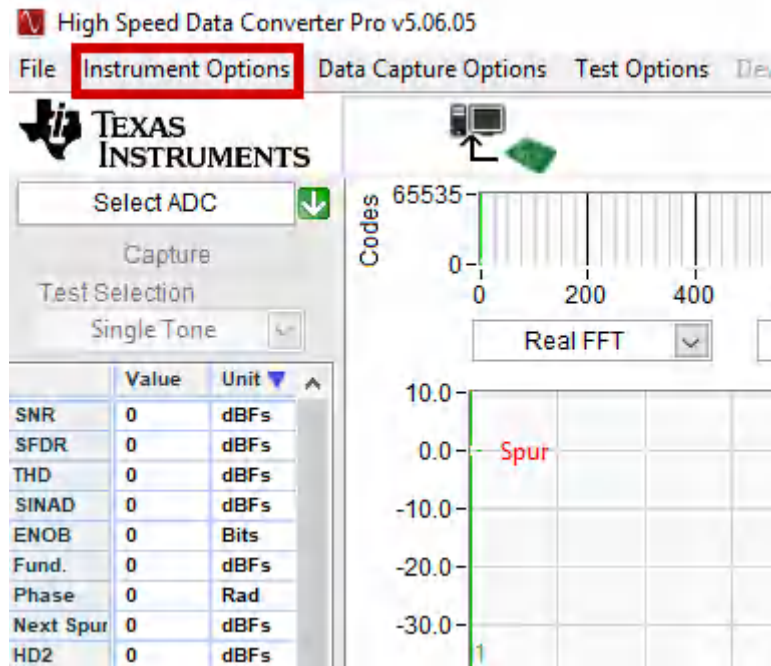 High Speed Data Converter Pro v5.06.05
File Instrument Options Data Capture Options Test Options
TEXAS
INSTRUMENTS
Select ADC
Capture
Test Selection
Single Tone
Value Unit
SNR 0 dBFs
SFDR 0 dBFs
THD 0 dBFs
SINAD 0 dBFs
ENOB 0 Bits
Fund. 0 dBFs
Phase 0 Rad
Next Spur 0 dBFs
HD2 0 dBFs
Codes
65535
0
0 200 400
Real FFT
10.0
0.0 Spur
-10.0
-20.0
-30.0
1